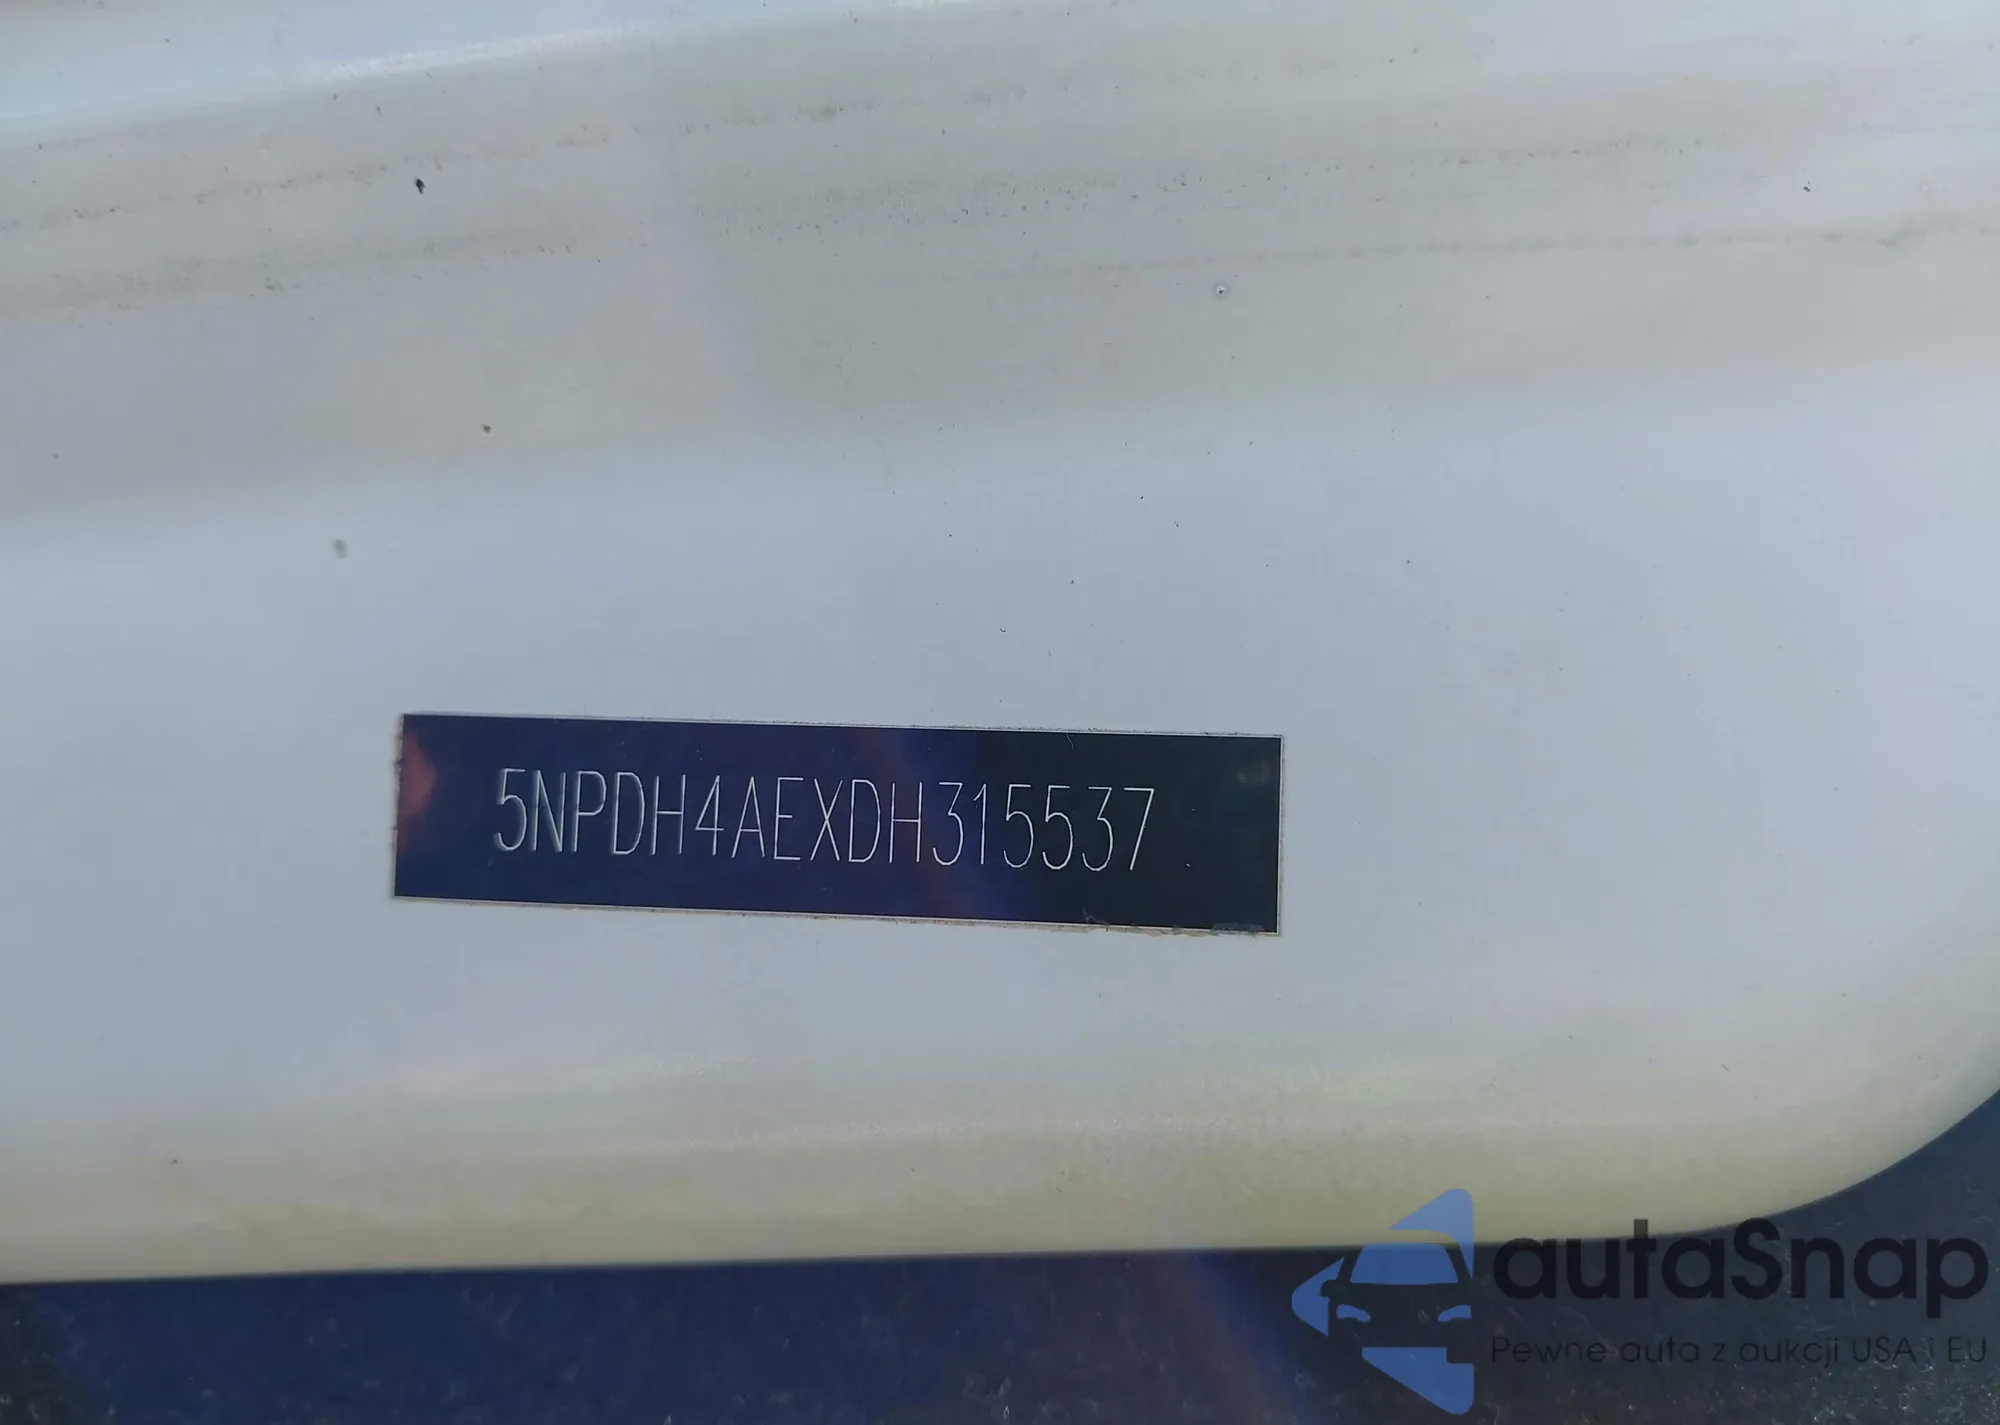 5NPDH4AEXDH315537
autaSnap
Pewne auta z aukcji USA i EU